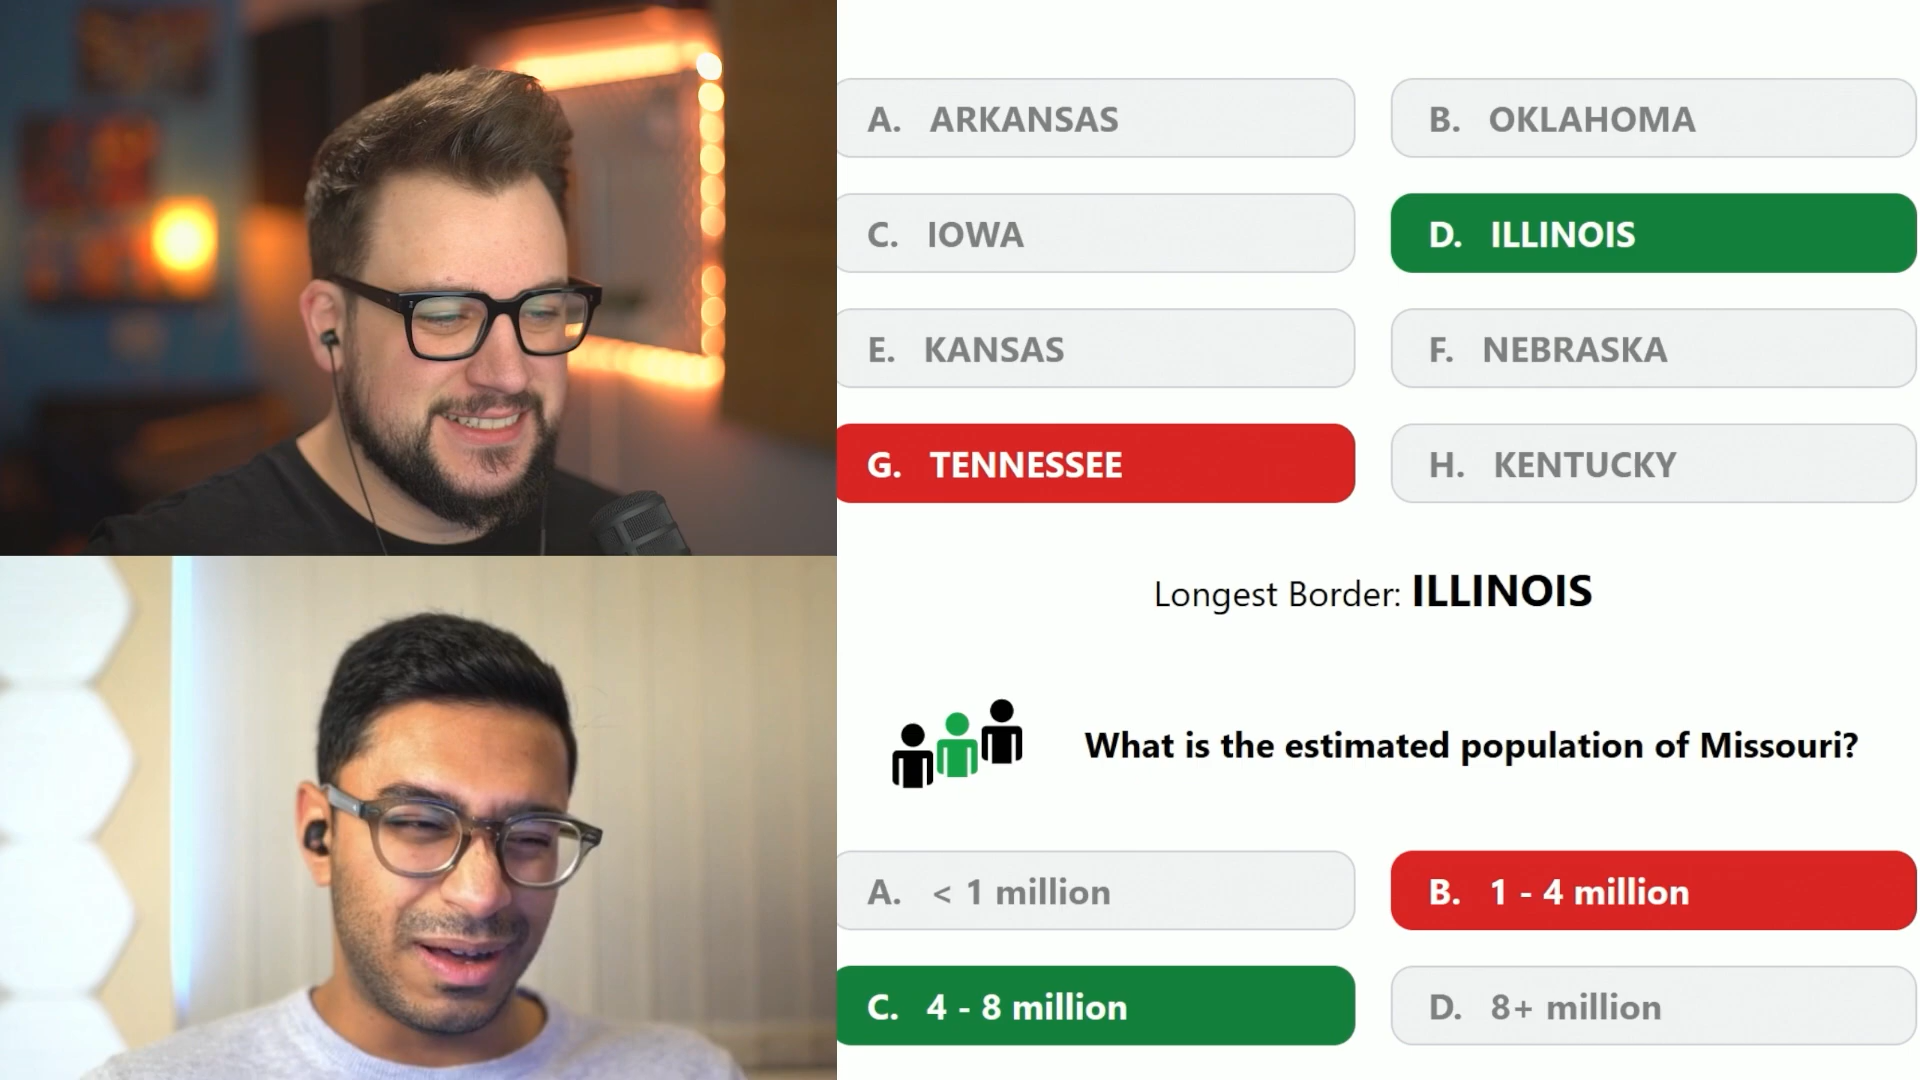 A. ARKANSAS
B. OKLAHOMA
C. IOWA
D. ILLINOIS
E. KANSAS
F. NEBRASKA
G. TENNESSEE
H. KENTUCKY
Longest Border: ILLINOIS
What is the estimated population of Missouri?
A. < 1 million
B. 1 - 4 million
C. 4 - 8 million
D. 8+ million